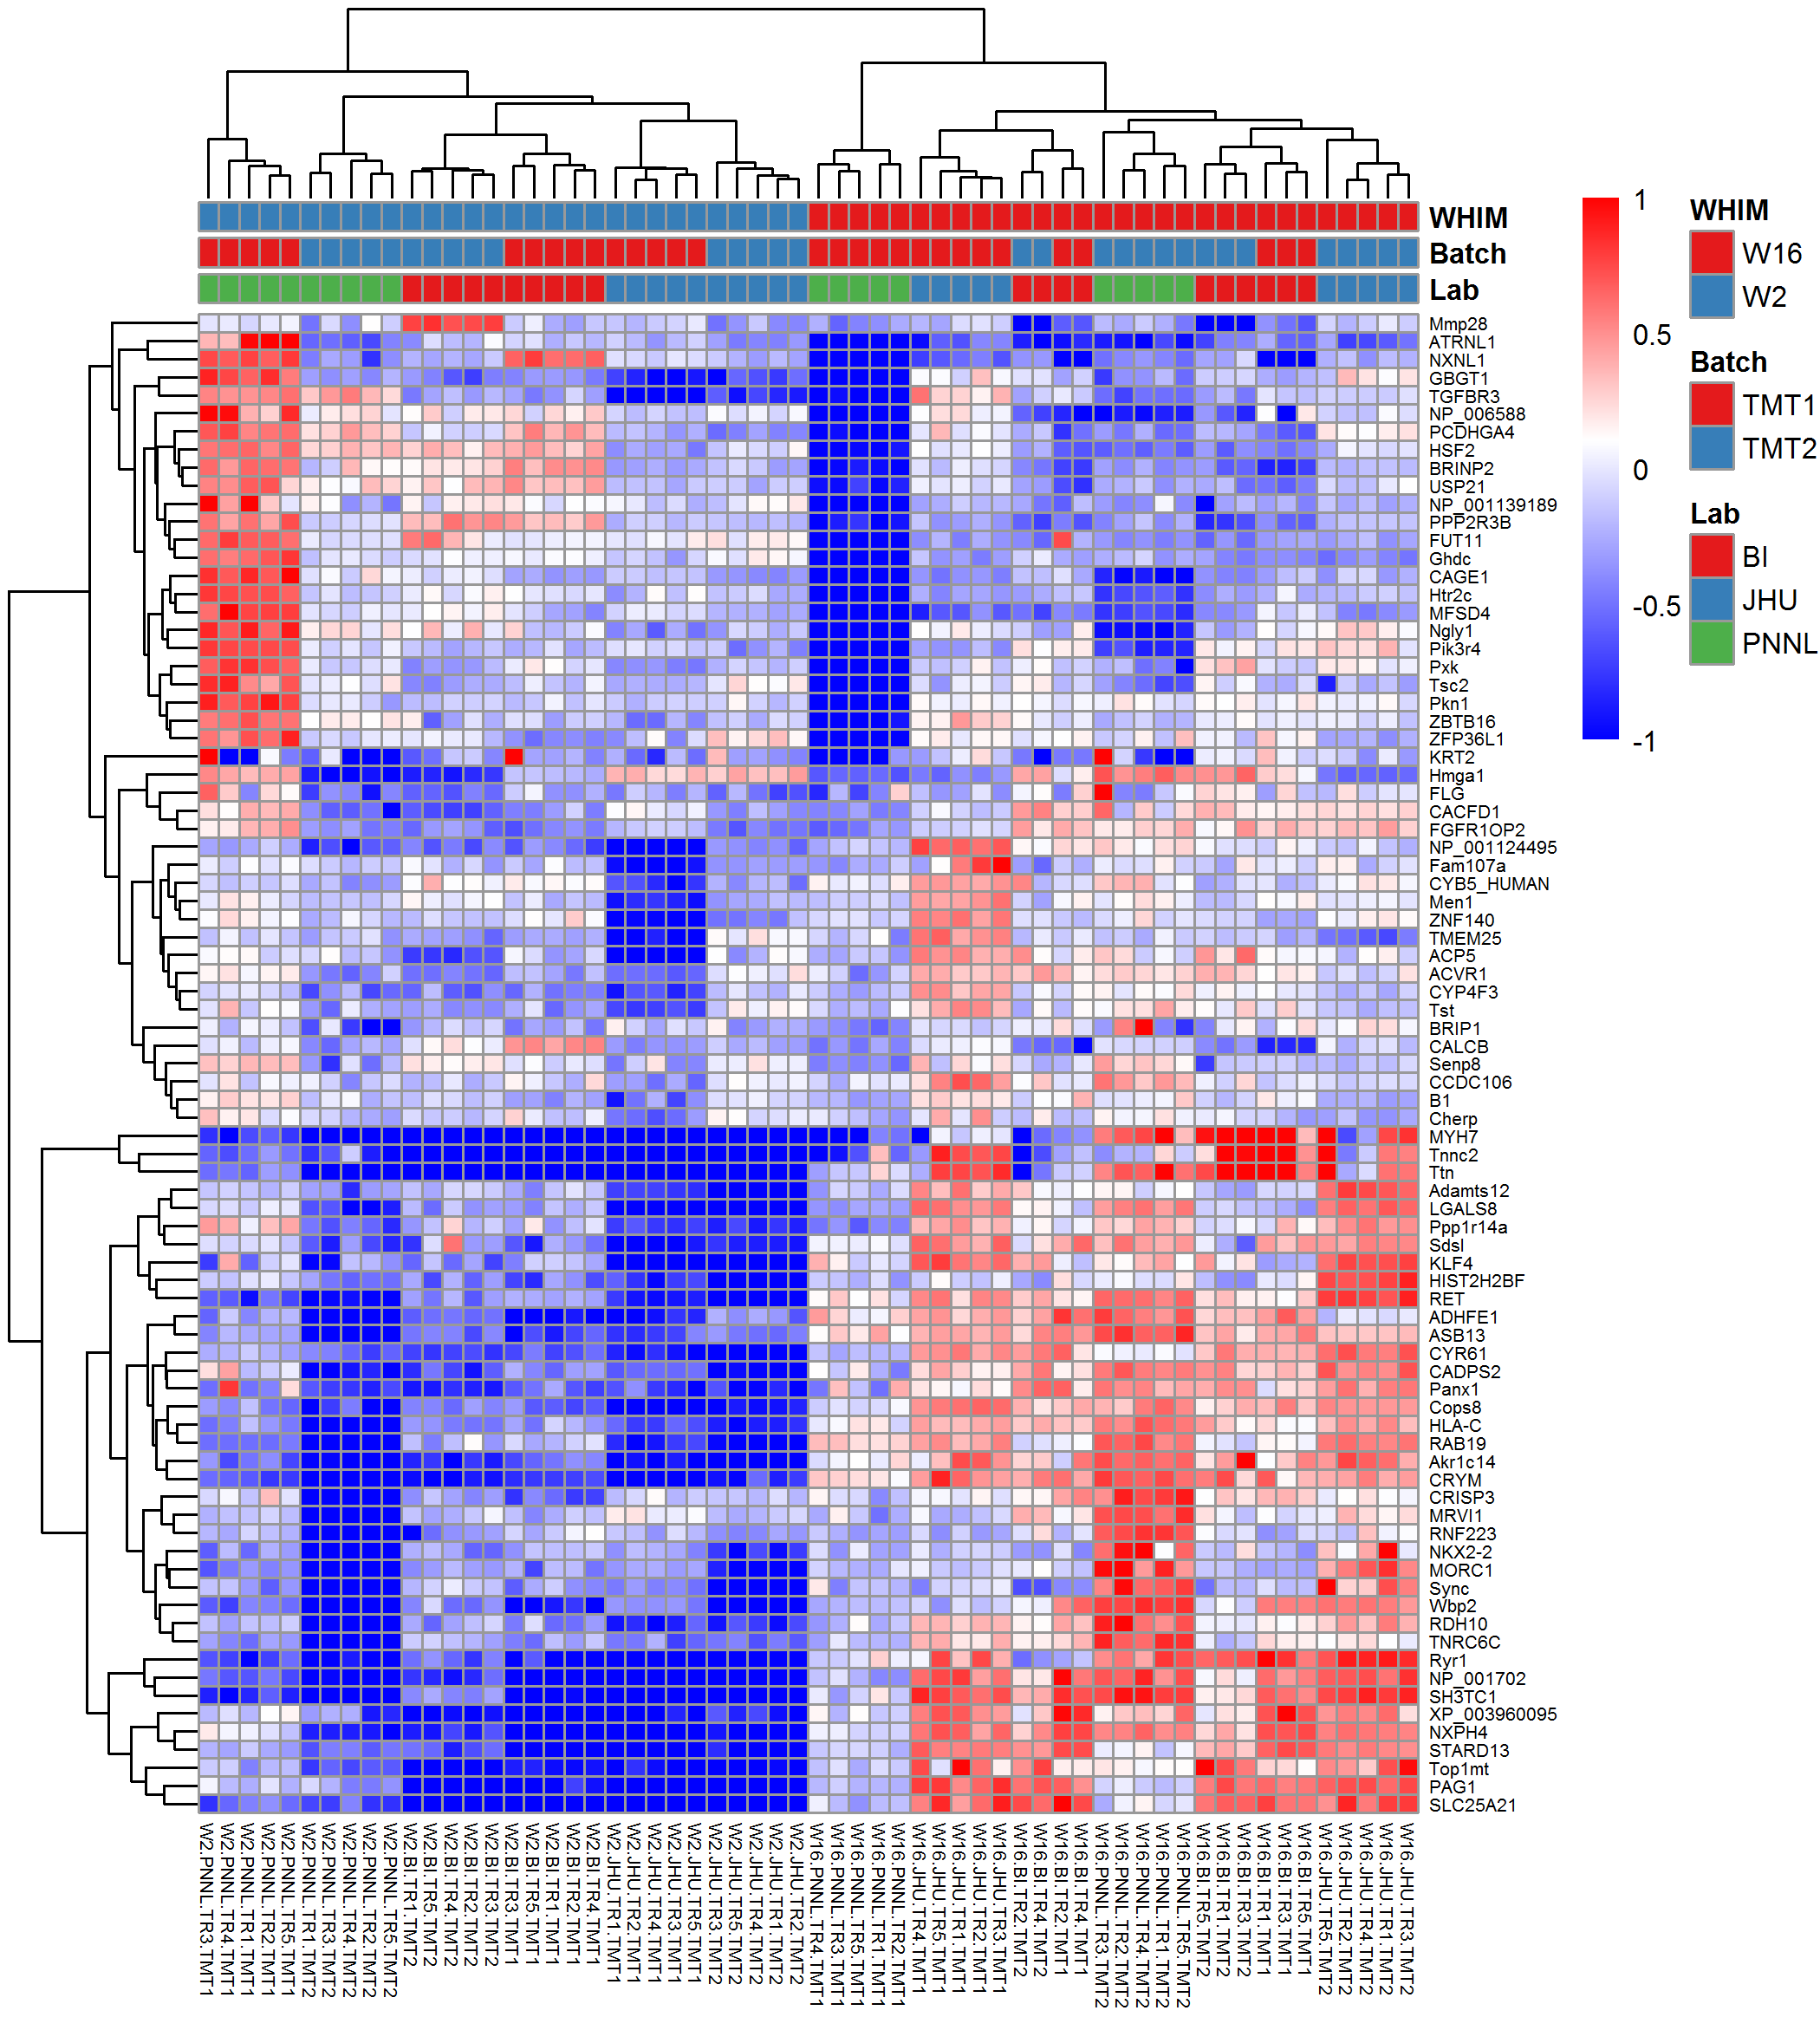 WHIM
Batch
Lab
1
0.5
0
-0.5
-1
WHIM
W16
W2
Batch
TMT1
TMT2
Lab
BI
JHU
PNNL
Mmp28
ATRNL1
NXNL1
GBGT1
TGFBR3
NP_006588
PCDHGA4
HSF2
BRINP2
USP21
NP_001139189
PPP2R3B
FUT11
Ghdc
CAGE1
Htr2c
MFSD4
Ngly1
Pik3r4
Pxk
Tsc2
Pkn1
ZBTB16
ZFP36L1
KRT2
Hmga1
FLG
CACFD1
FGFR1OP2
NP_001124495
Fam107a
CYB5_HUMAN
Men1
ZNF140
TMEM25
ACP5
ACVR1
CYP4F3
Tst
BRIP1
CALCB
Senp8
CCDC106
B1
Cherp
MYH7
Tnnc2
Ttn
Adamts12
LGALS8
Ppp1r14a
Sdsl
KLF4
HIST2H2BF
RET
ADHFE1
ASB13
CYR61
CADPS2
Panx1
Cops8
HLA-C
RAB19
Akr1c14
CRYM
CRISP3
MRVI1
RNF223
NKX2-2
MORC1
Sync
Wbp2
RDH10
TNRC6C
Ryr1
NP_001702
SH3TC1
XP_003960095
NXPH4
STARD13
Top1mt
PAG1
SLC25A21
W2.PNNL.TR3.TMT1
W2.PNNL.TR4.TMT1
W2.PNNL.TR1.TMT1
W2.PNNL.TR2.TMT1
W2.PNNL.TR5.TMT1
W2.PNNL.TR1.TMT2
W2.PNNL.TR3.TMT2
W2.PNNL.TR4.TMT2
W2.PNNL.TR2.TMT2
W2.PNNL.TR5.TMT2
W2.BI.TR1.TMT2
W2.BI.TR5.TMT2
W2.BI.TR4.TMT2
W2.BI.TR2.TMT2
W2.BI.TR3.TMT2
W2.BI.TR3.TMT1
W2.BI.TR5.TMT1
W2.BI.TR1.TMT1
W2.BI.TR2.TMT1
W2.BI.TR4.TMT1
W2.JHU.TR1.TMT1
W2.JHU.TR2.TMT1
W2.JHU.TR4.TMT1
W2.JHU.TR3.TMT1
W2.JHU.TR5.TMT1
W2.JHU.TR3.TMT2
W2.JHU.TR5.TMT2
W2.JHU.TR4.TMT2
W2.JHU.TR1.TMT2
W2.JHU.TR2.TMT2
W16.PNNL.TR4.TMT1
W16.PNNL.TR3.TMT1
W16.PNNL.TR5.TMT1
W16.PNNL.TR1.TMT1
W16.PNNL.TR2.TMT1
W16.JHU.TR4.TMT1
W16.JHU.TR5.TMT1
W16.JHU.TR1.TMT1
W16.JHU.TR2.TMT1
W16.JHU.TR3.TMT1
W16.BI.TR2.TMT2
W16.BI.TR4.TMT2
W16.BI.TR2.TMT1
W16.BI.TR4.TMT1
W16.PNNL.TR3.TMT2
W16.PNNL.TR2.TMT2
W16.PNNL.TR4.TMT2
W16.PNNL.TR1.TMT2
W16.PNNL.TR5.TMT2
W16.BI.TR5.TMT2
W16.BI.TR1.TMT2
W16.BI.TR3.TMT2
W16.BI.TR1.TMT1
W16.BI.TR3.TMT1
W16.BI.TR5.TMT1
W16.JHU.TR5.TMT2
W16.JHU.TR2.TMT2
W16.JHU.TR4.TMT2
W16.JHU.TR1.TMT2
W16.JHU.TR3.TMT2